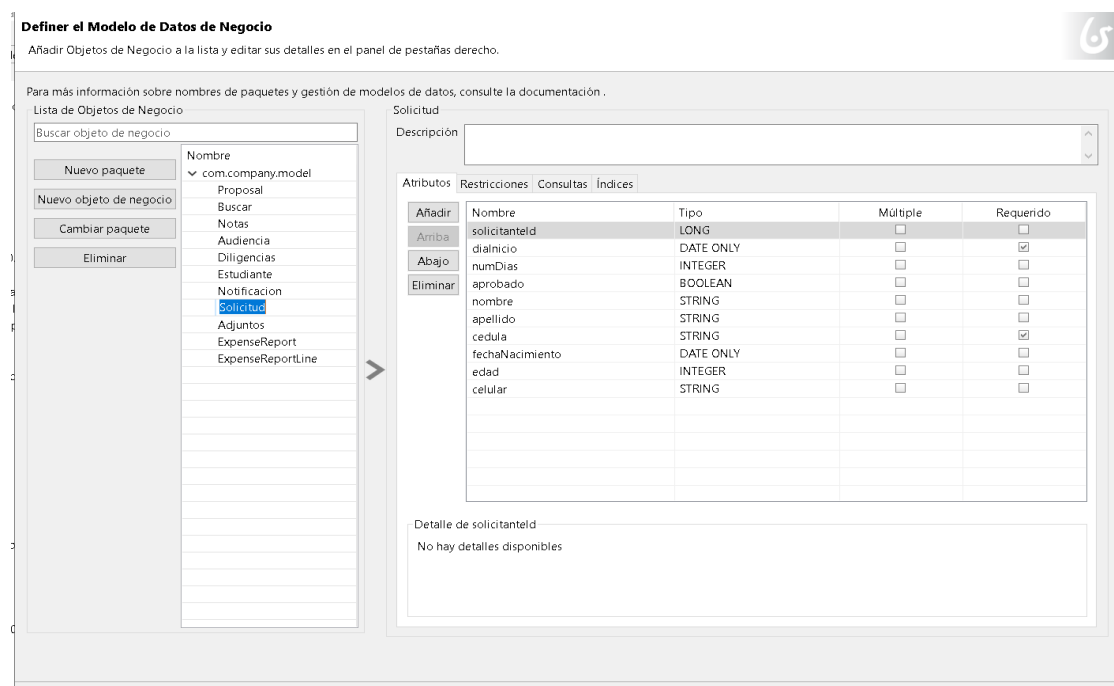 Definer el Modelo de Datos de Negocio
Añadir Objetos de Negocio a la lista y editar sus detalles en el panel de pestañas derecho.
Para más información sobre nombres de paquetes y gestión de modelos de datos, consulte la documentación .
Lista de Objetos de Negocio
Buscar objeto de negocio
Nuevo paquete
Nuevo objeto de negocio
Cambiar paquete
Eliminar
Nombre
com.company.model
Proposal
Buscar
Notas
Audiencia
Diligencias
Estudiante
Notificacion
Solicitud
Adjuntos
ExpenseReport
ExpenseReportLine
Solicitud
Descripción
Atributos Restricciones Consultas Índices
Añadir
Arriba
Abajo
Eliminar
Nombre Tipo Múltiple Requerido
solicitanteId LONG
diaInicio DATE ONLY
numDias INTEGER
aprobado BOOLEAN
nombre STRING
apellido STRING
cedula STRING
fechaNacimiento DATE ONLY
edad INTEGER
celular STRING
Detalle de solicitanteId
No hay detalles disponibles